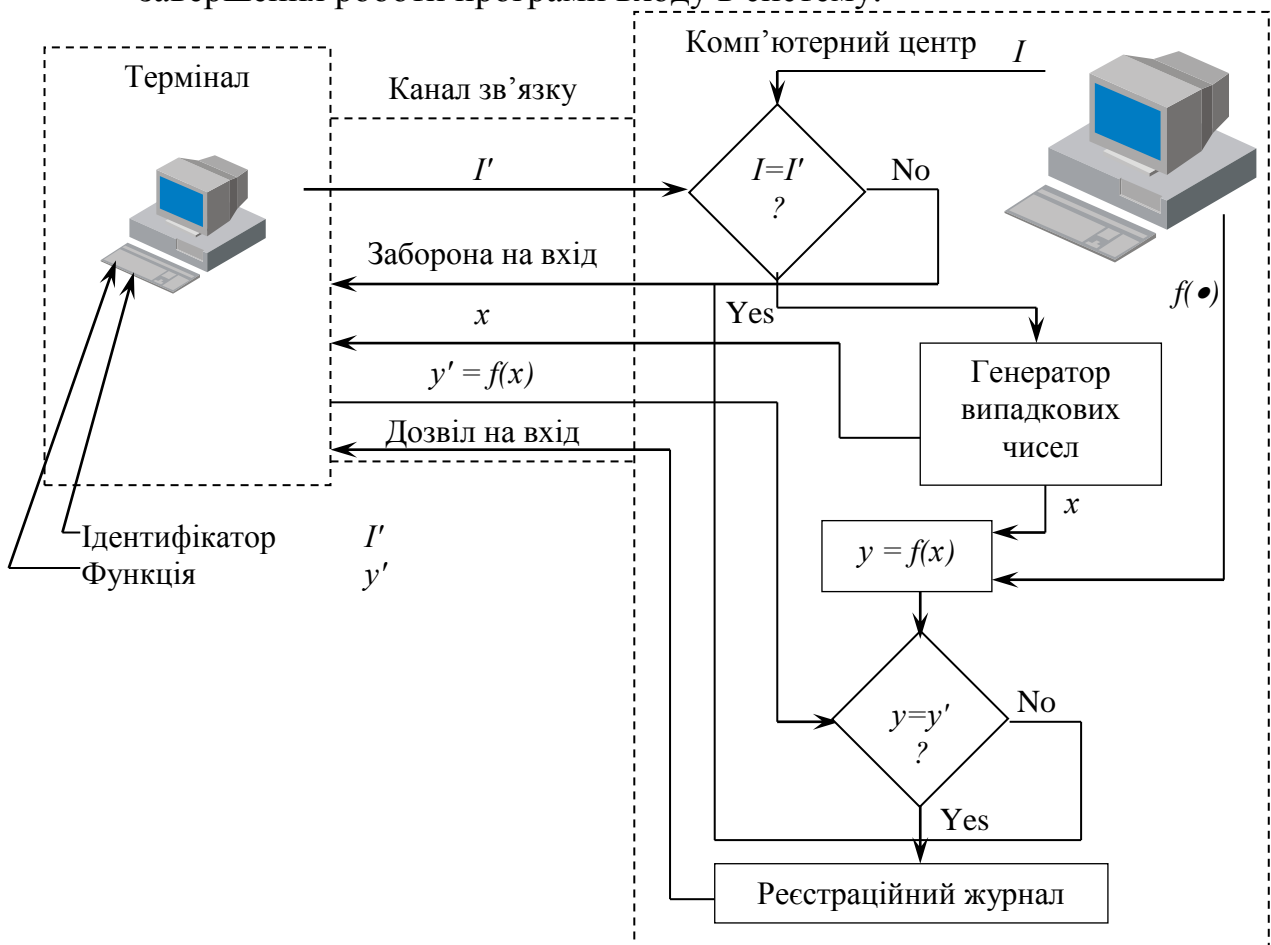 завершення роботи програми входу в систему.
Комп’ютерний центр
I
Термінал
Канал зв’язку
I'
I=I'
?
No
Заборона на вхід
f(•)
x
Yes
y' = f(x)
Генератор
випадкових
чисел
Дозвіл на вхід
x
Ідентифікатор I'
Функція y'
y = f(x)
No
y=y'
?
Yes
Реєстраційний журнал